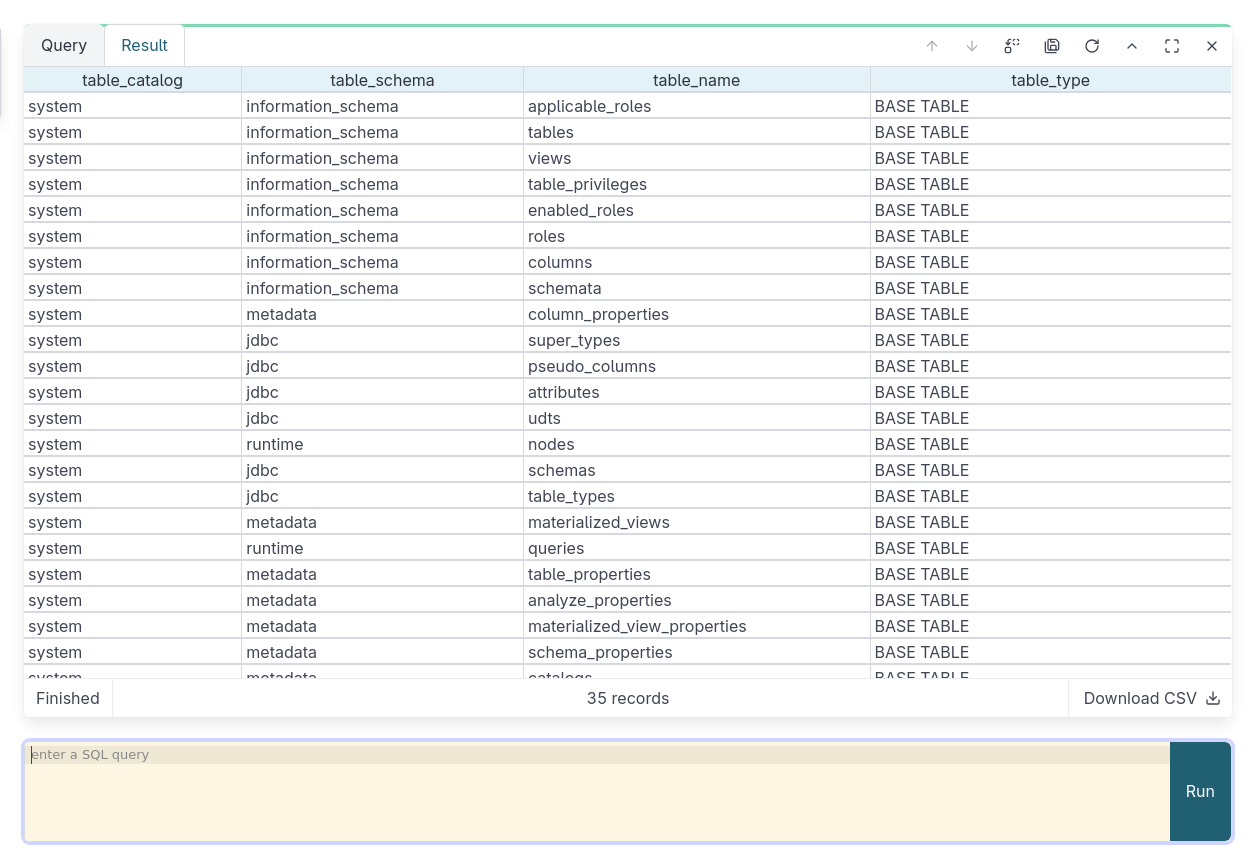 Query Result
table_catalog table_schema table_name table_type
system information_schema applicable_roles BASE TABLE
system information_schema tables BASE TABLE
system information_schema views BASE TABLE
system information_schema table_privileges BASE TABLE
system information_schema enabled_roles BASE TABLE
system information_schema roles BASE TABLE
system information_schema columns BASE TABLE
system information_schema schemata BASE TABLE
system metadata column_properties BASE TABLE
system jdbc super_types BASE TABLE
system jdbc pseudo_columns BASE TABLE
system jdbc attributes BASE TABLE
system jdbc udts BASE TABLE
system runtime nodes BASE TABLE
system jdbc schemas BASE TABLE
system jdbc table_types BASE TABLE
system metadata materialized_views BASE TABLE
system runtime queries BASE TABLE
system metadata table_properties BASE TABLE
system metadata analyze_properties BASE TABLE
system metadata materialized_view_properties BASE TABLE
system metadata schema_properties BASE TABLE
system metadata catalogs BASE TABLE
Finished 35 records Download CSV
enter a SQL query
Run